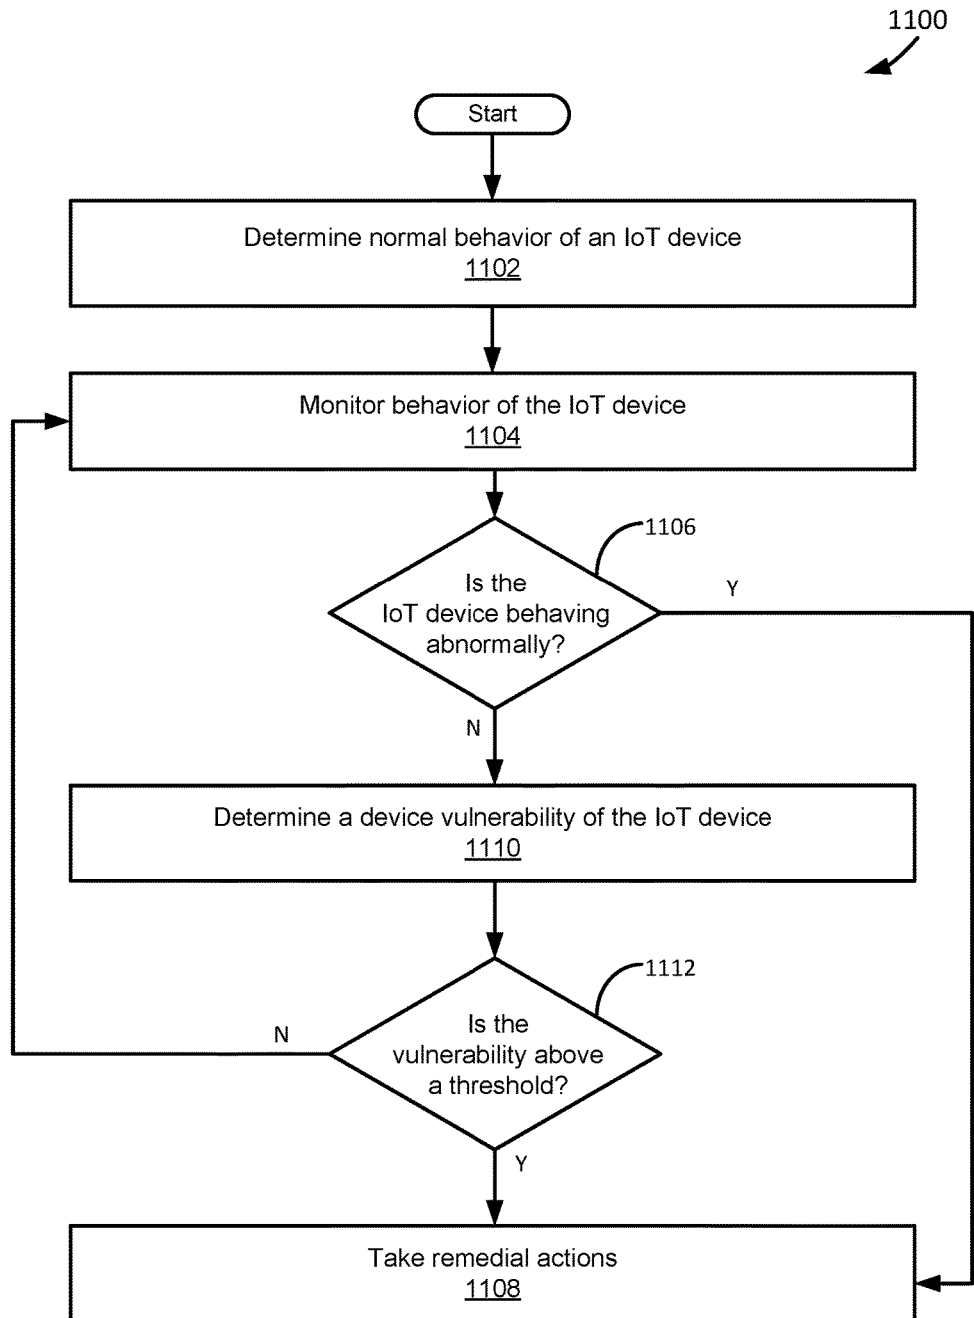 1100
Start
Determine normal behavior of an IoT device
1102
Monitor behavior of the IoT device
1104
1106
Is the
IoT device behaving
abnormally?
Y
N
Determine a device vulnerability of the IoT device
1110
1112
Is the
vulnerability above
a threshold?
N
Y
Take remedial actions
1108